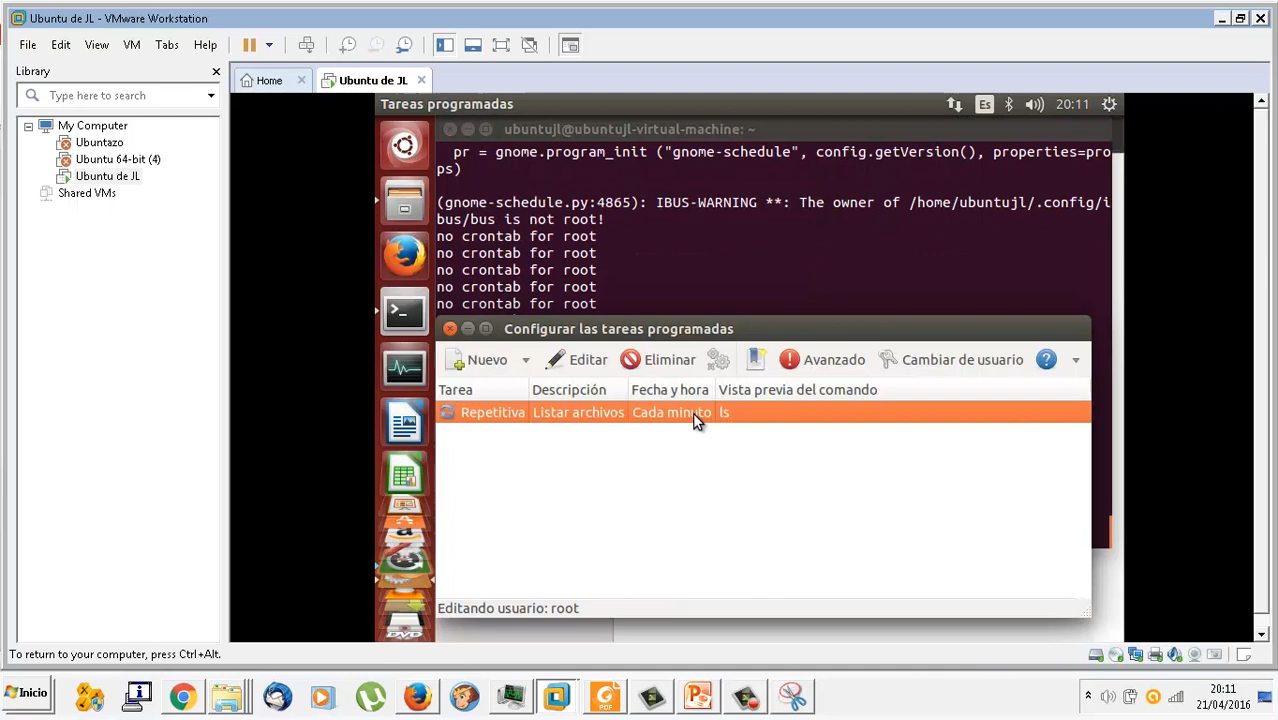 Ubuntu de JL - VMware Workstation
File Edit View VM Tabs Help
Library
Type here to search
My Computer
Ubuntazo
Ubuntu 64-bit (4)
Ubuntu de JL
Shared VMs
Home
Ubuntu de JL
Tareas programadas
Es
20:11
ubuntujl@ubuntujl-virtual-machine: ~
pr = gnome.program_init ("gnome-schedule", config.getVersion(), properties=pro
ps)
(gnome-schedule.py:4865): IBUS-WARNING **: The owner of /home/ubuntujl/.config/i
bus/bus is not root!
no crontab for root
no crontab for root
no crontab for root
no crontab for root
no crontab for root
Configurar las tareas programadas
Nuevo Editar Eliminar Avanzado Cambiar de usuario
Tarea Descripción Fecha y hora Vista previa del comando
Repetitiva Listar archivos Cada minuto ls
Editando usuario: root
DVD
To return to your computer, press Ctrl+Alt.
Inicio
PDF
20:11
21/04/2016